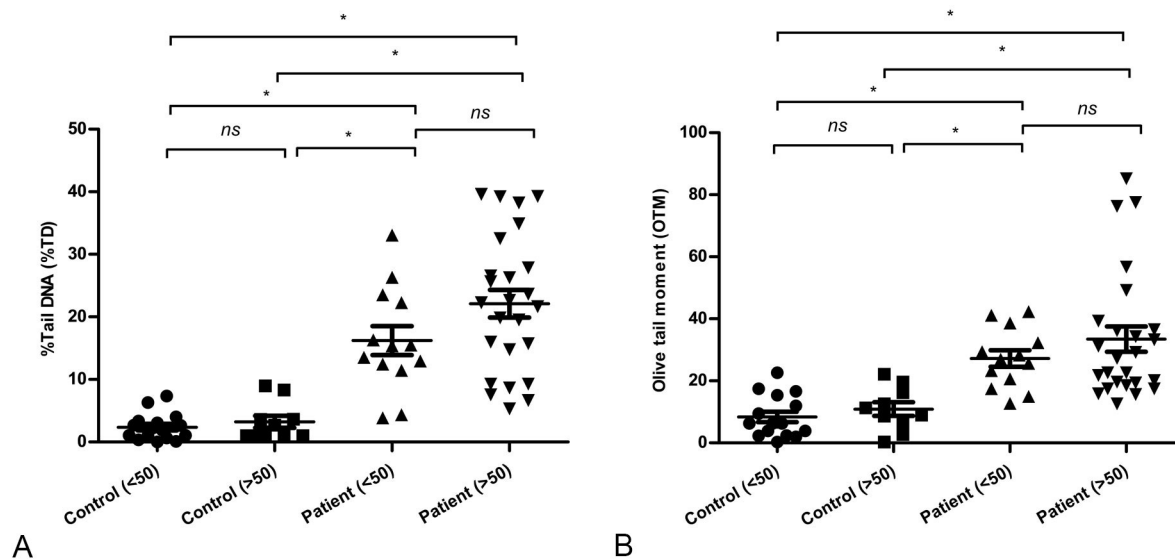 *
*
*
ns
ns
*
50
40
30
20
10
0
%Tail DNA (%TD)
Control (<50)
Control (>50)
Patient (<50)
Patient (>50)
A
*
*
*
ns
ns
*
100
80
60
40
20
0
Olive tail moment (OTM)
Control (<50)
Control (>50)
Patient (<50)
Patient (>50)
B